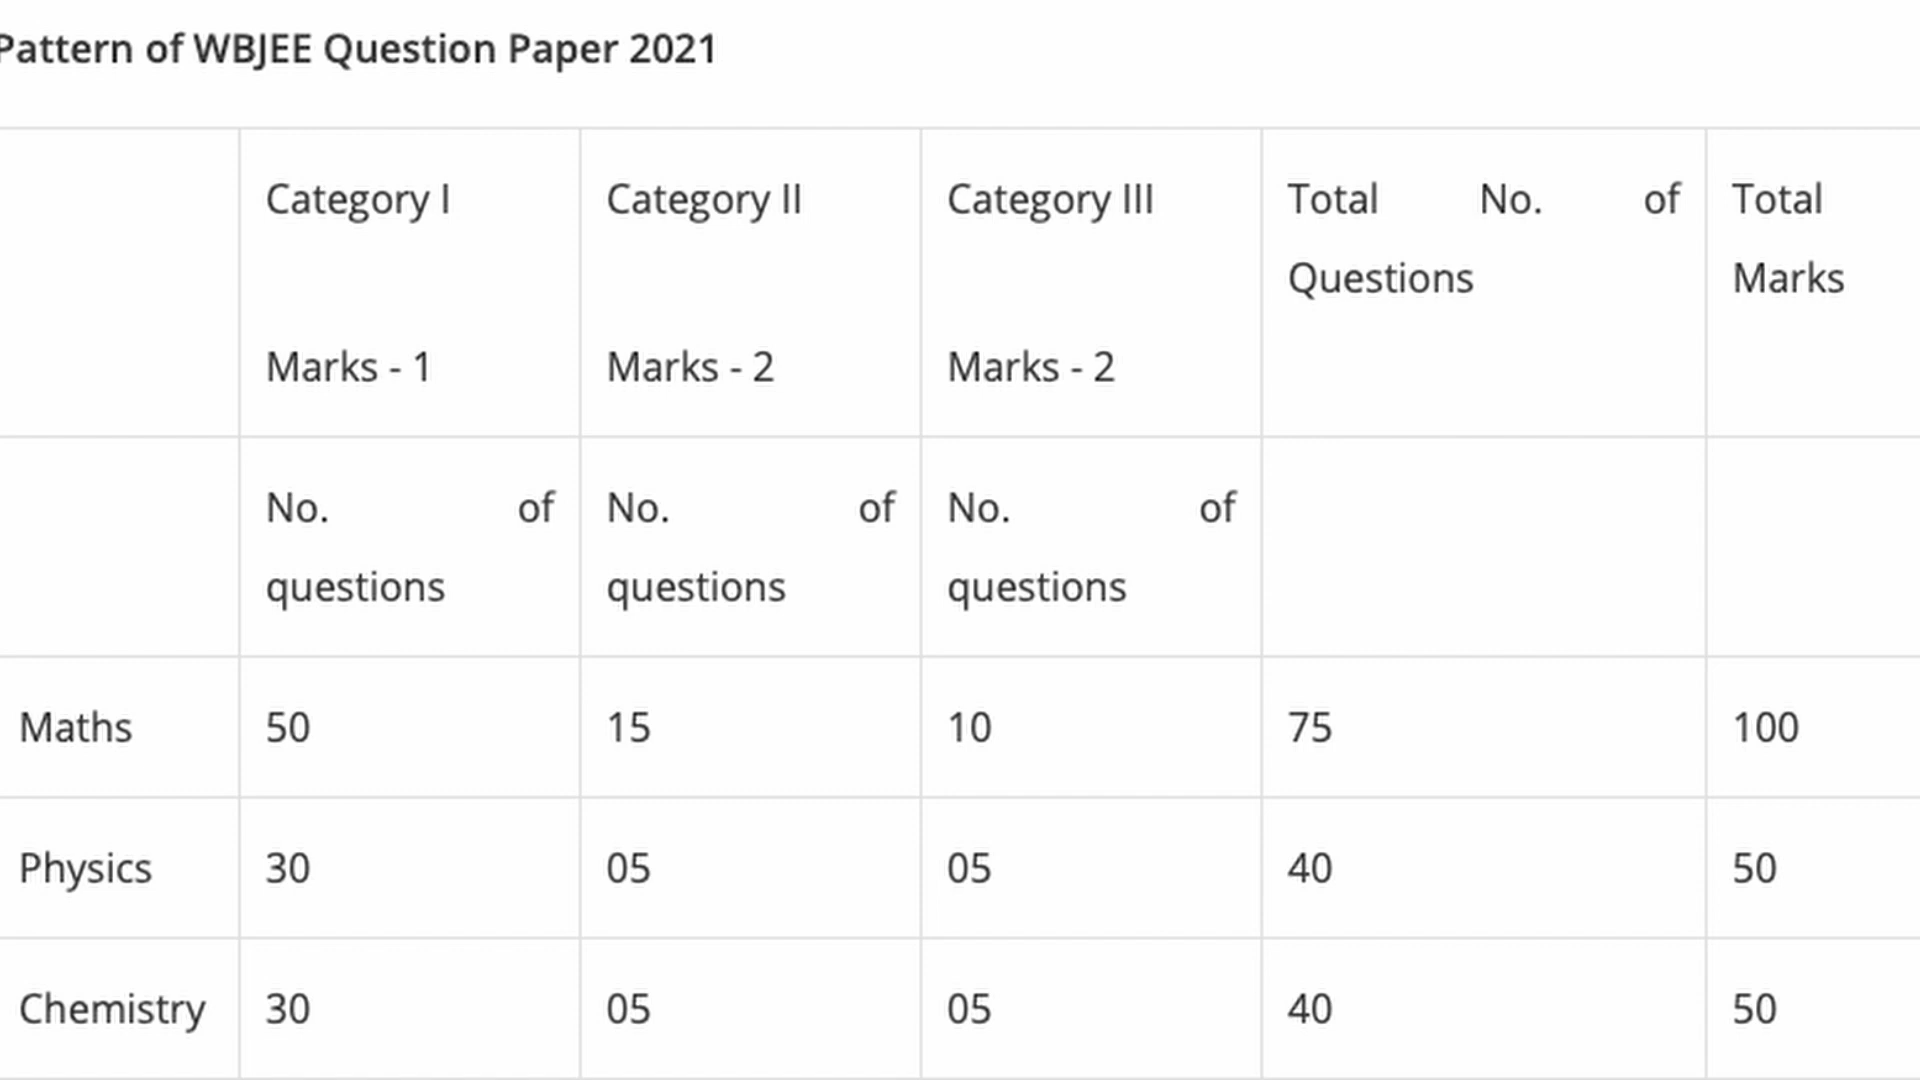 Pattern of WBJEE Question Paper 2021
Category I Category II Category III Total No. of Total
Questions Marks
Marks - 1 Marks - 2 Marks - 2
No. of No. of No. of
questions questions questions
Maths 50 15 10 75 100
Physics 30 05 05 40 50
Chemistry 30 05 05 40 50